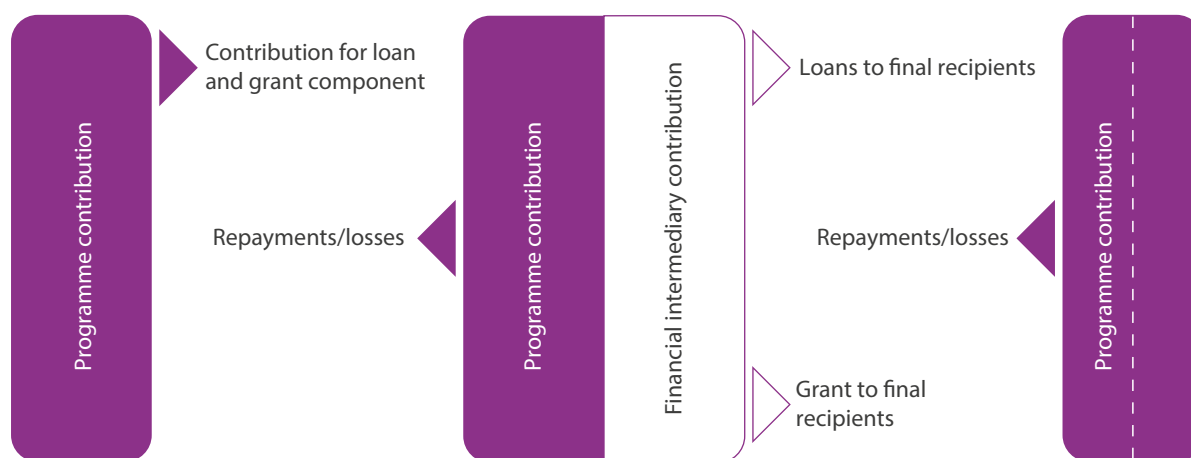 Programme contribution
Contribution for loan
and grant component
Repayments/losses
Programme contribution
Financial intermediary contribution
Loans to final recipients
Grant to final
recipients
Repayments/losses
Programme contribution